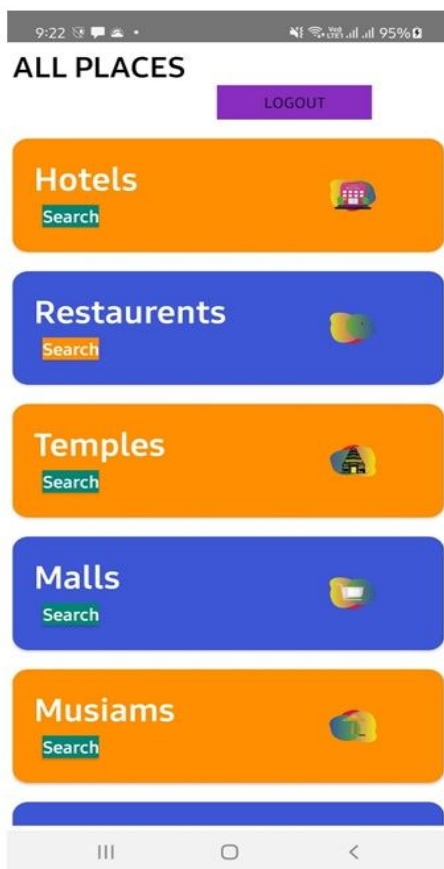 9:22 95%
ALL PLACES
LOGOUT
Hotels
Search
Restaurents
Search
Temples
Search
Malls
Search
Musiams
Search